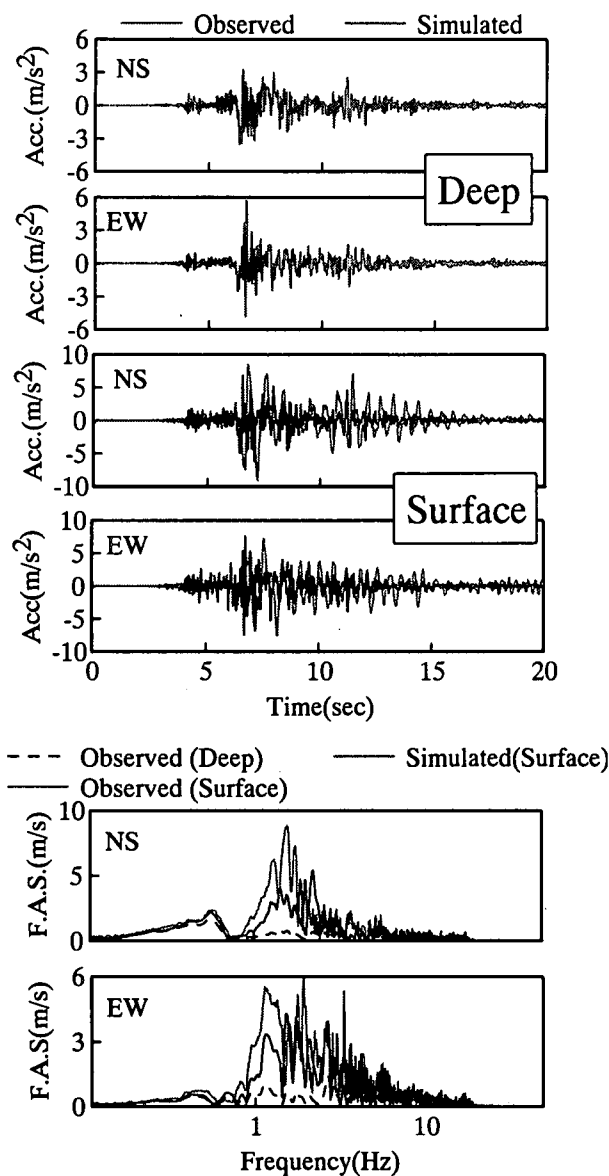 Observed Simulated
6
3
0
-3
-6
Acc.(m/s²)
NS
Deep
6
3
0
-3
-6
Acc.(m/s²)
EW
10
5
0
-5
-10
Acc.(m/s²)
NS
Surface
10
5
0
-5
-10
Acc(m/s²)
EW
0 5 10 15 20
Time(sec)
Observed (Deep) Simulated(Surface)
Observed (Surface)
10
5
0
F.A.S.(m/s)
NS
6
3
0
F.A.S(m/s)
EW
1 10
Frequency(Hz)